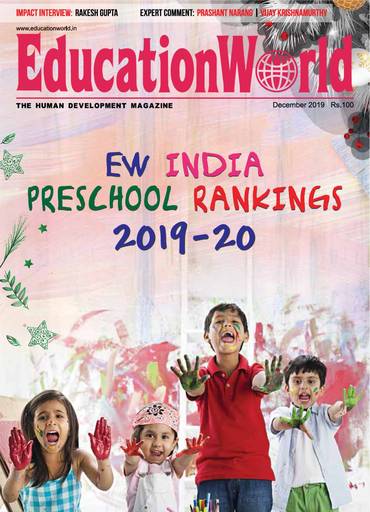 IMPACT INTERVIEW: RAKESH GUPTA EXPERT COMMENT: PRASHANT NARANG | VIJAY KRISHNAMURTHY
www.educationworld.in
EducationWorld
THE HUMAN DEVELOPMENT MAGAZINE December 2019 Rs.100
EW INDIA
PRESCHOOL RANKINGS
2019-20